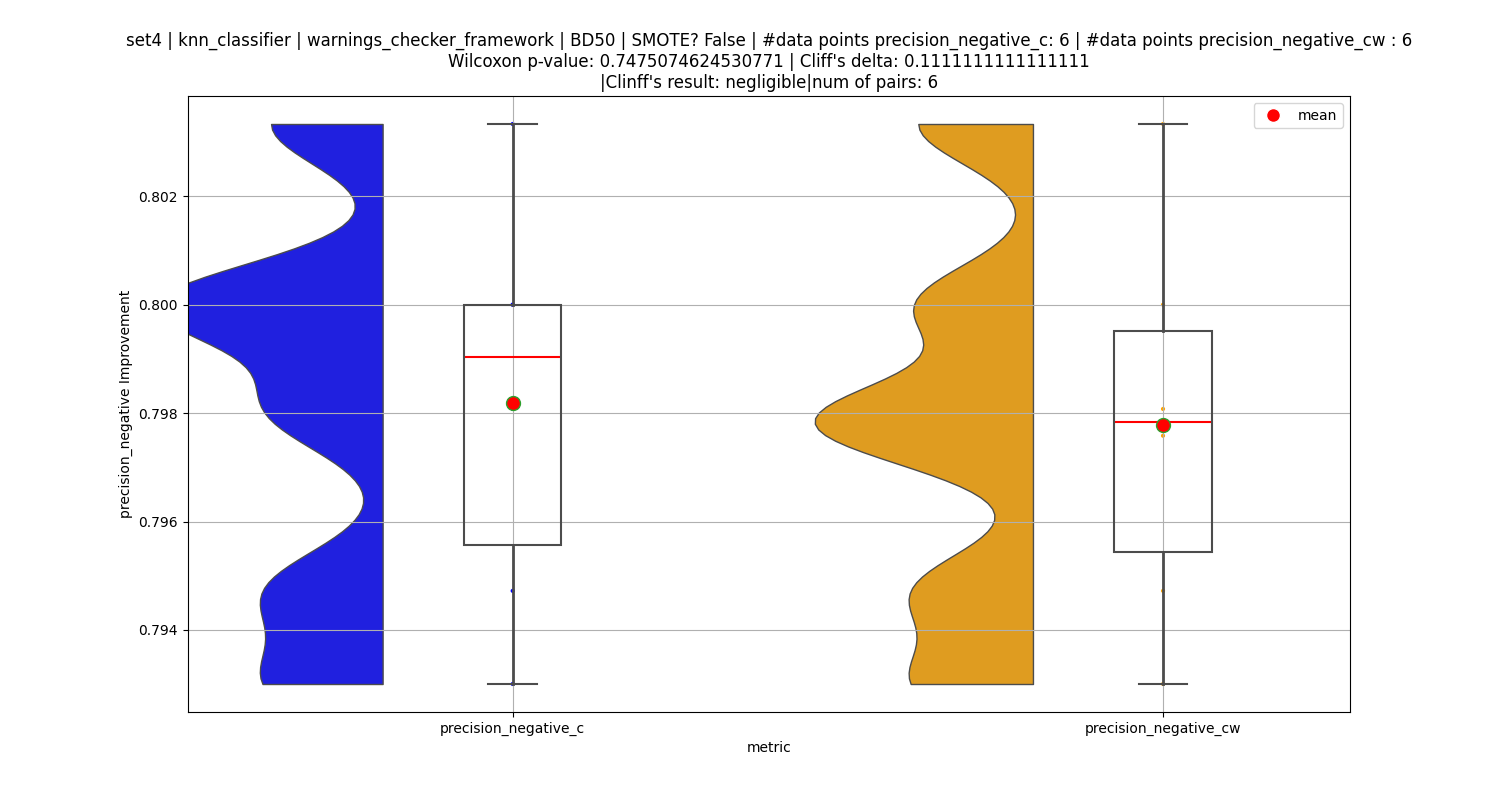 set4 | knn_classifier | warnings_checker_framework | BD50 | SMOTE? False | #data points precision_negative_c: 6 | #data points precision_negative_cw : 6
Wilcoxon p-value: 0.7475074624530771 | Cliff's delta: 0.1111111111111111
|Clinff's result: negligible|num of pairs: 6
mean
precision_negative Improvement
0.802
0.800
0.798
0.796
0.794
precision_negative_c
precision_negative_cw
metric